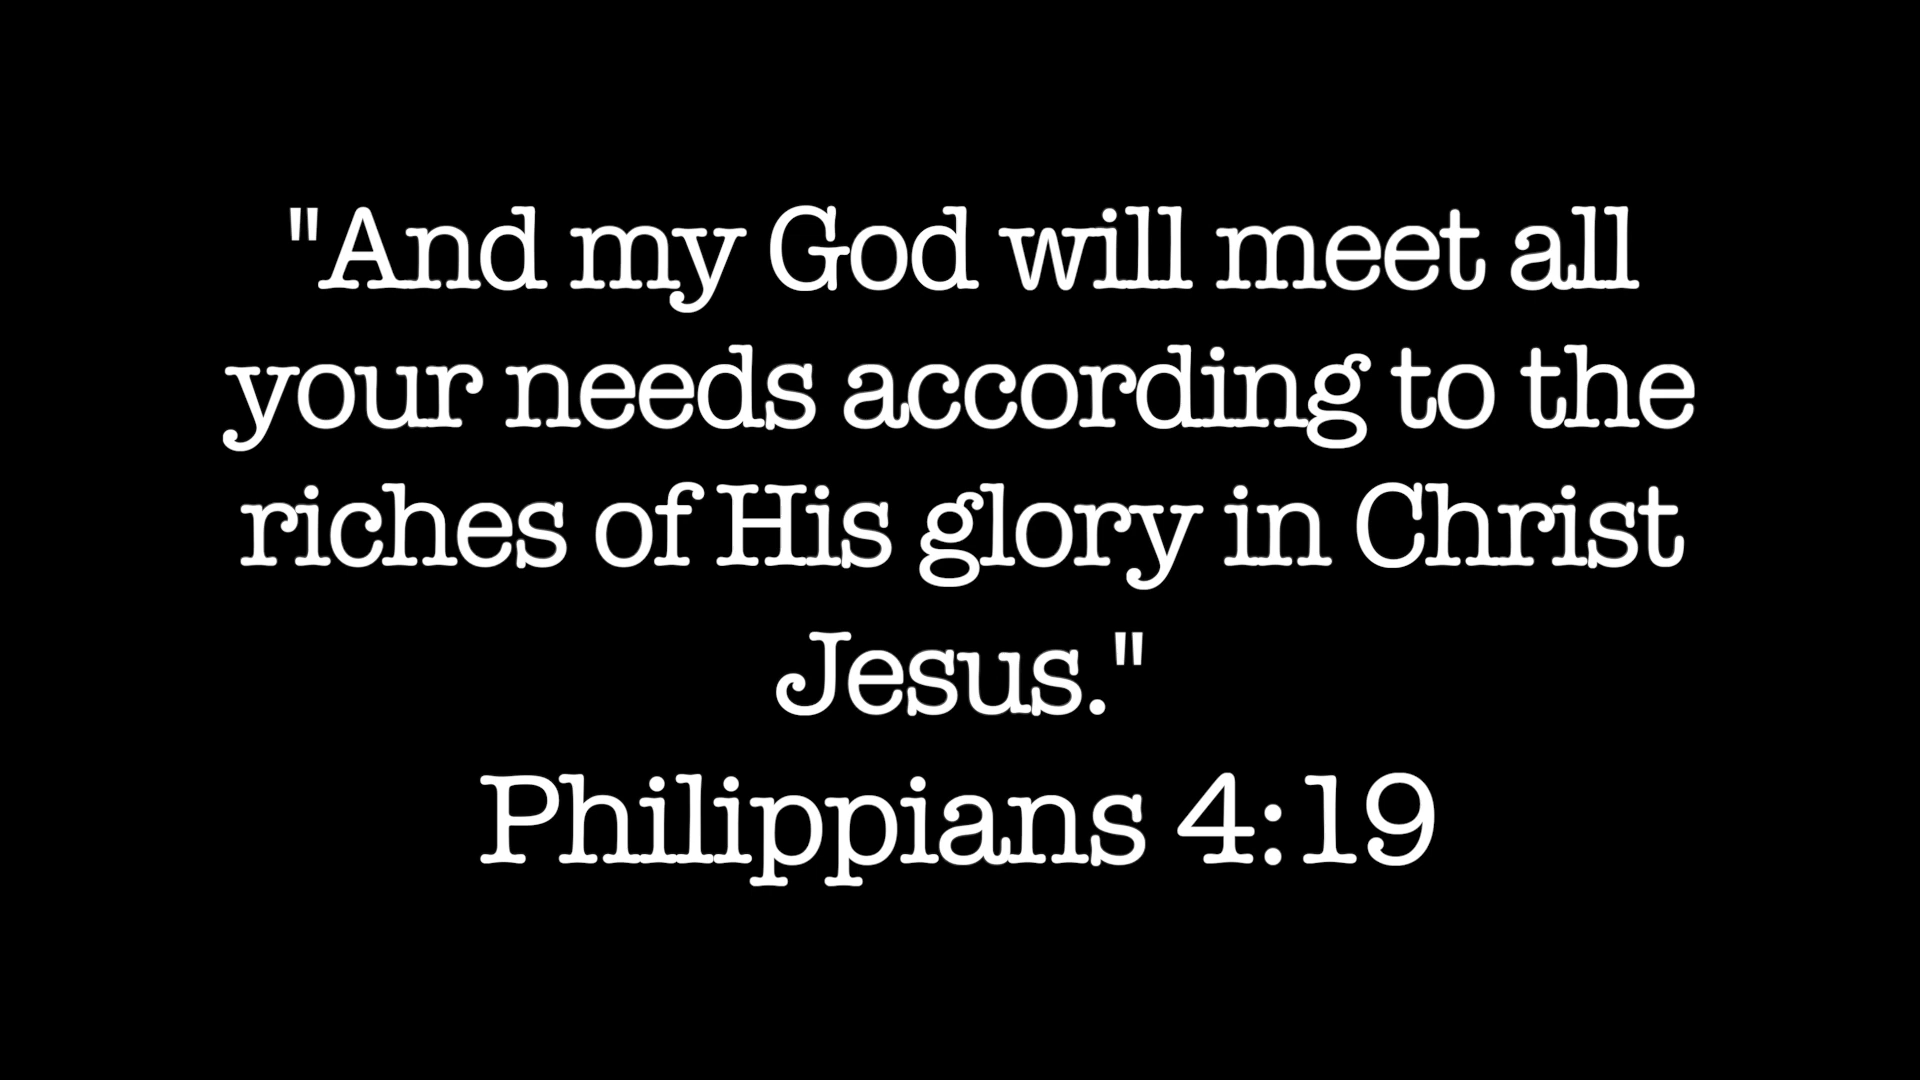 "And my God will meet all
your needs according to the
riches of His glory in Christ
Jesus."
Philippians 4:19